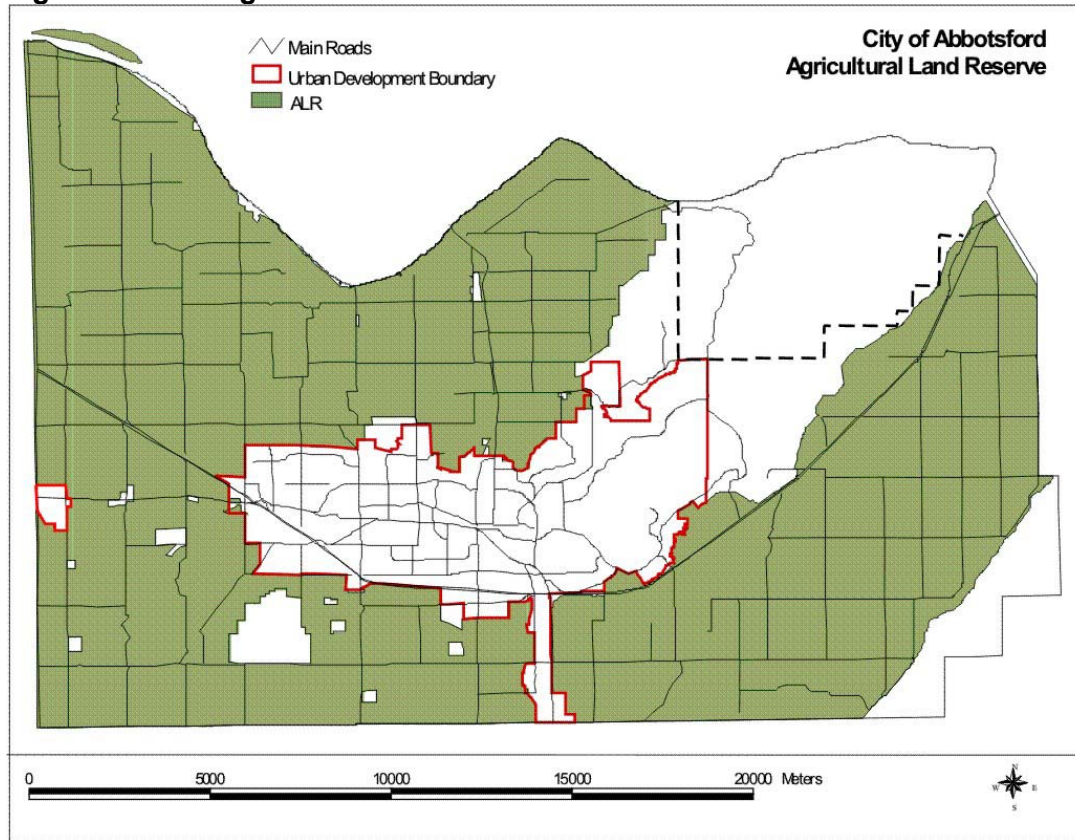 City of Abbotsford
Agricultural Land Reserve
Main Roads
Urban Development Boundary
ALR
0 5000 10000 15000 20000 Meters
N
W E
S